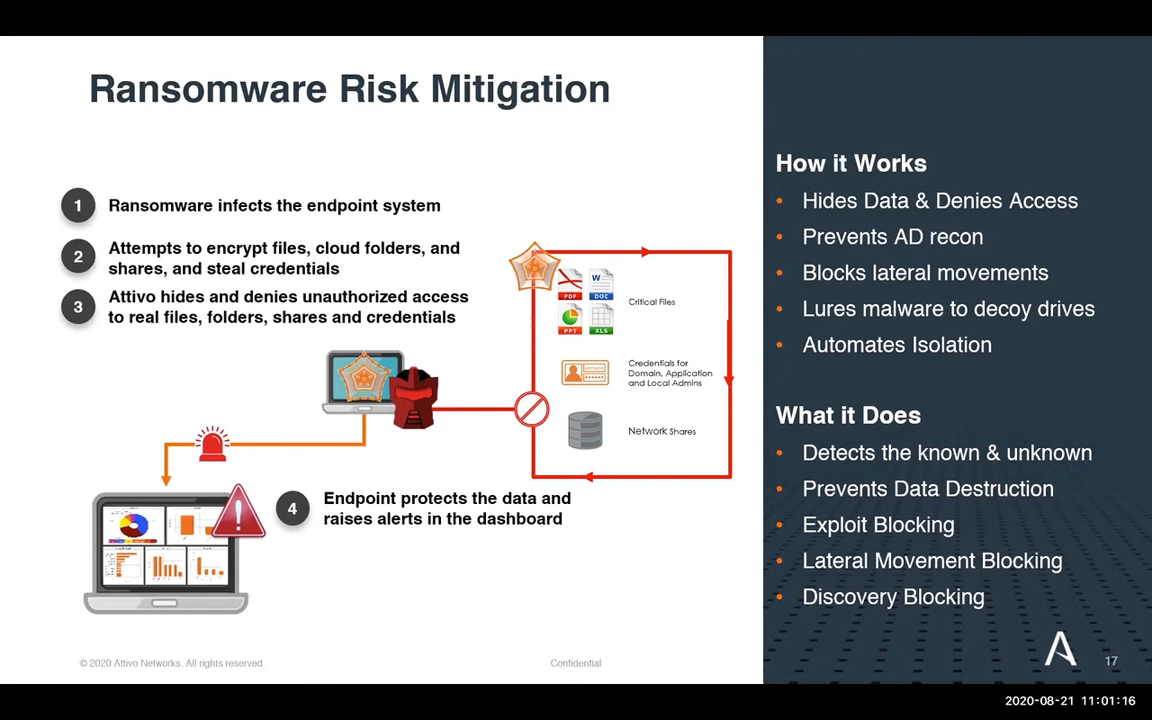 Ransomware Risk Mitigation
1
Ransomware infects the endpoint system
2
Attempts to encrypt files, cloud folders, and
shares, and steal credentials
3
Attivo hides and denies unauthorized access
to real files, folders, shares and credentials
PDF
DOC
PPT
XLS
Critical Files
Credentials for
Domain, Application
and Local Admins
Network Shares
4
Endpoint protects the data and
raises alerts in the dashboard
How it Works
• Hides Data & Denies Access
• Prevents AD recon
• Blocks lateral movements
• Lures malware to decoy drives
• Automates Isolation
What it Does
• Detects the known & unknown
• Prevents Data Destruction
• Exploit Blocking
• Lateral Movement Blocking
• Discovery Blocking
© 2020 Attivo Networks. All rights reserved.
Confidential
17
2020-08-21 11:01:16